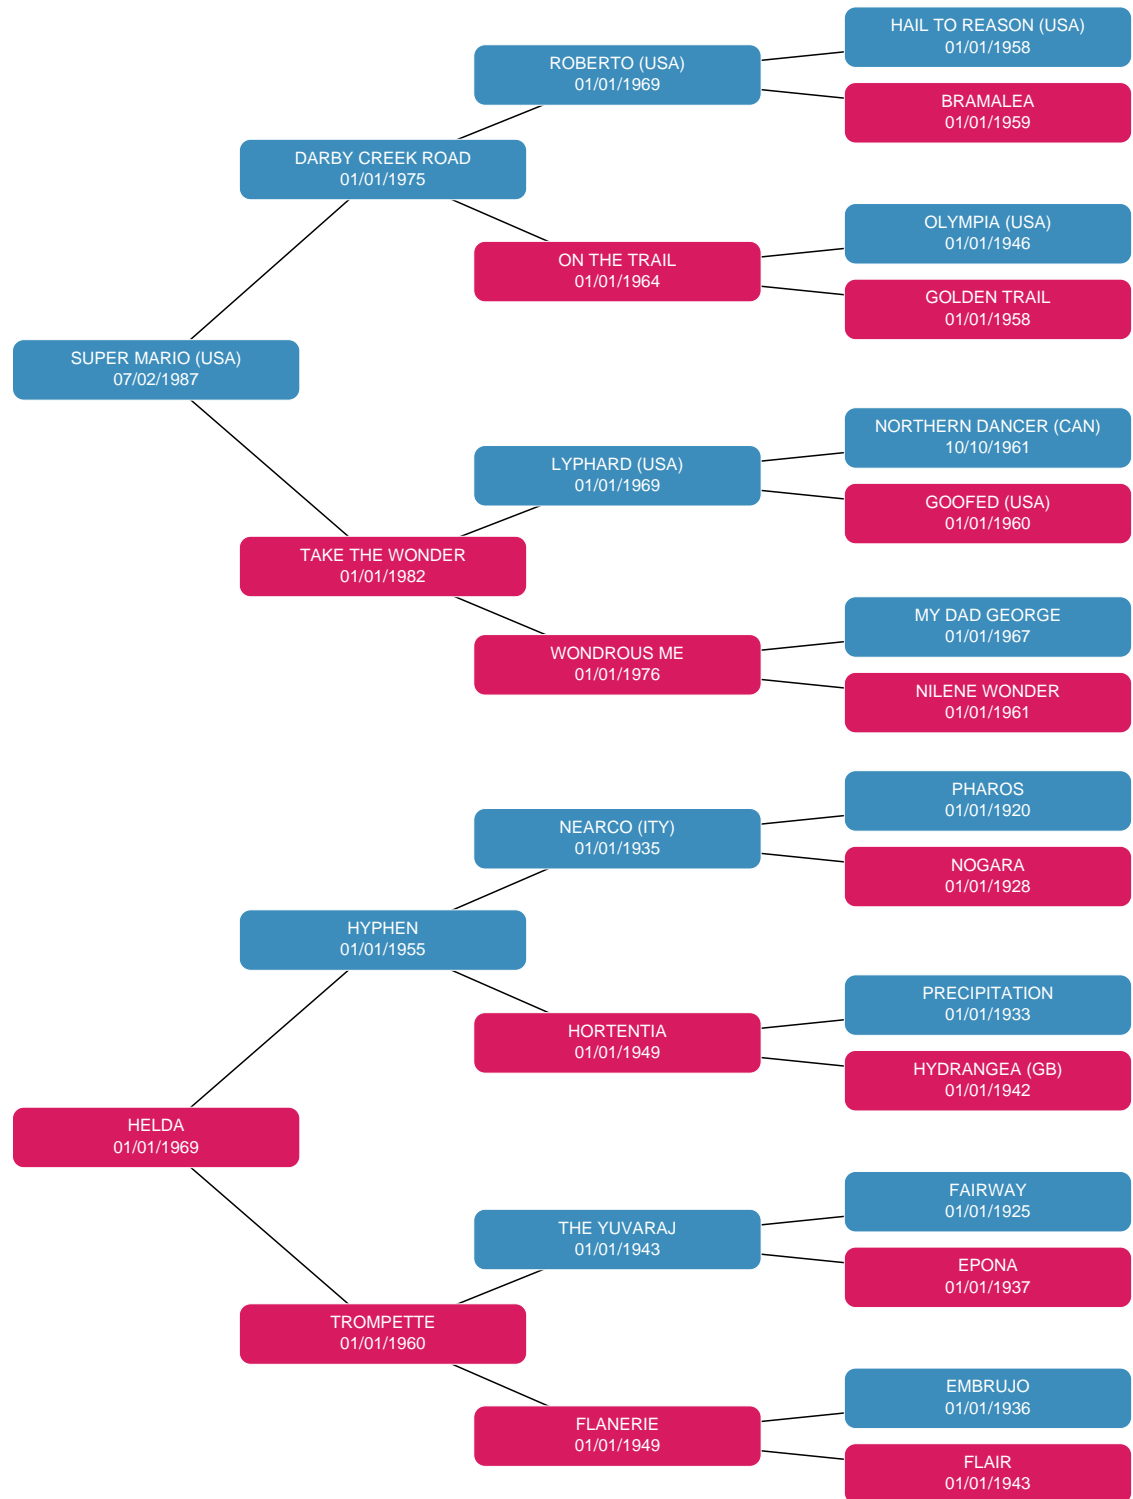 HAIL TO REASON (USA)
01/01/1958
ROBERTO (USA)
01/01/1969
BRAMALEA
01/01/1959
DARBY CREEK ROAD
01/01/1975
OLYMPIA (USA)
01/01/1946
ON THE TRAIL
01/01/1964
GOLDEN TRAIL
01/01/1958
SUPER MARIO (USA)
07/02/1987
NORTHERN DANCER (CAN)
10/10/1961
LYPHARD (USA)
01/01/1969
GOOFED (USA)
01/01/1960
TAKE THE WONDER
01/01/1982
MY DAD GEORGE
01/01/1967
WONDROUS ME
01/01/1976
NILENE WONDER
01/01/1961
PHAROS
01/01/1920
NEARCO (ITY)
01/01/1935
NOGARA
01/01/1928
HYPHEN
01/01/1955
PRECIPITATION
01/01/1933
HORTENTIA
01/01/1949
HYDRANGEA (GB)
01/01/1942
HELDA
01/01/1969
FAIRWAY
01/01/1925
THE YUVARAJ
01/01/1943
EPONA
01/01/1937
TROMPETTE
01/01/1960
EMBRUJO
01/01/1936
FLANERIE
01/01/1949
FLAIR
01/01/1943